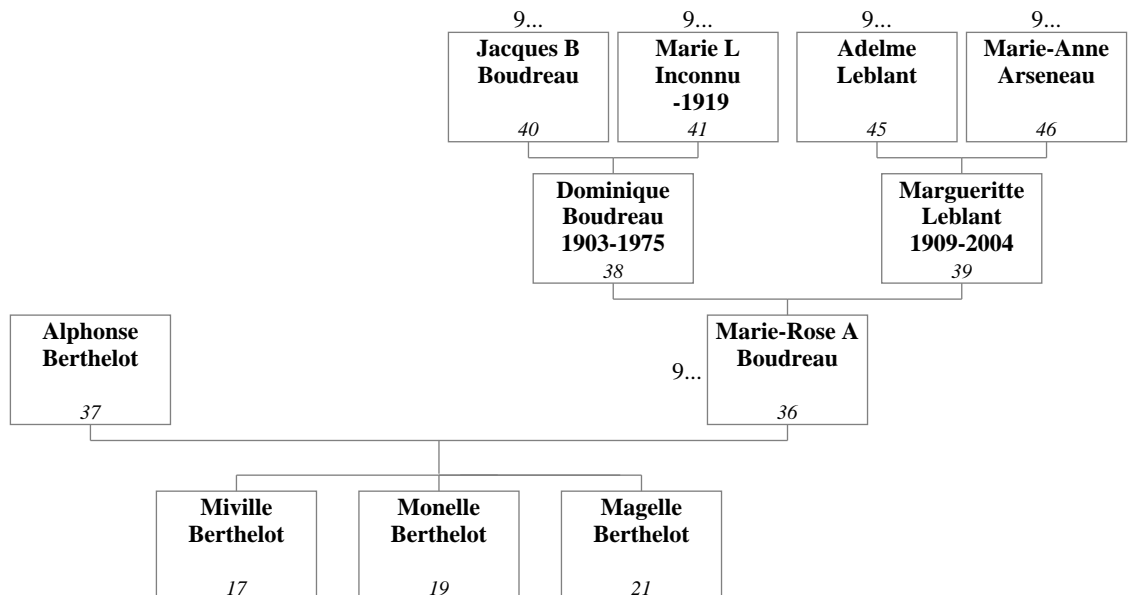 9...
9...
9...
9...
Jacques B
Boudreau
40
Marie L
Inconnu
-1919
41
Adelme
Leblant
45
Marie-Anne
Arseneau
46
Dominique
Boudreau
1903-1975
38
Margueritte
Leblant
1909-2004
39
Alphonse
Berthelot
37
9...
Marie-Rose A
Boudreau
36
Miville
Berthelot
17
Monelle
Berthelot
19
Magelle
Berthelot
21